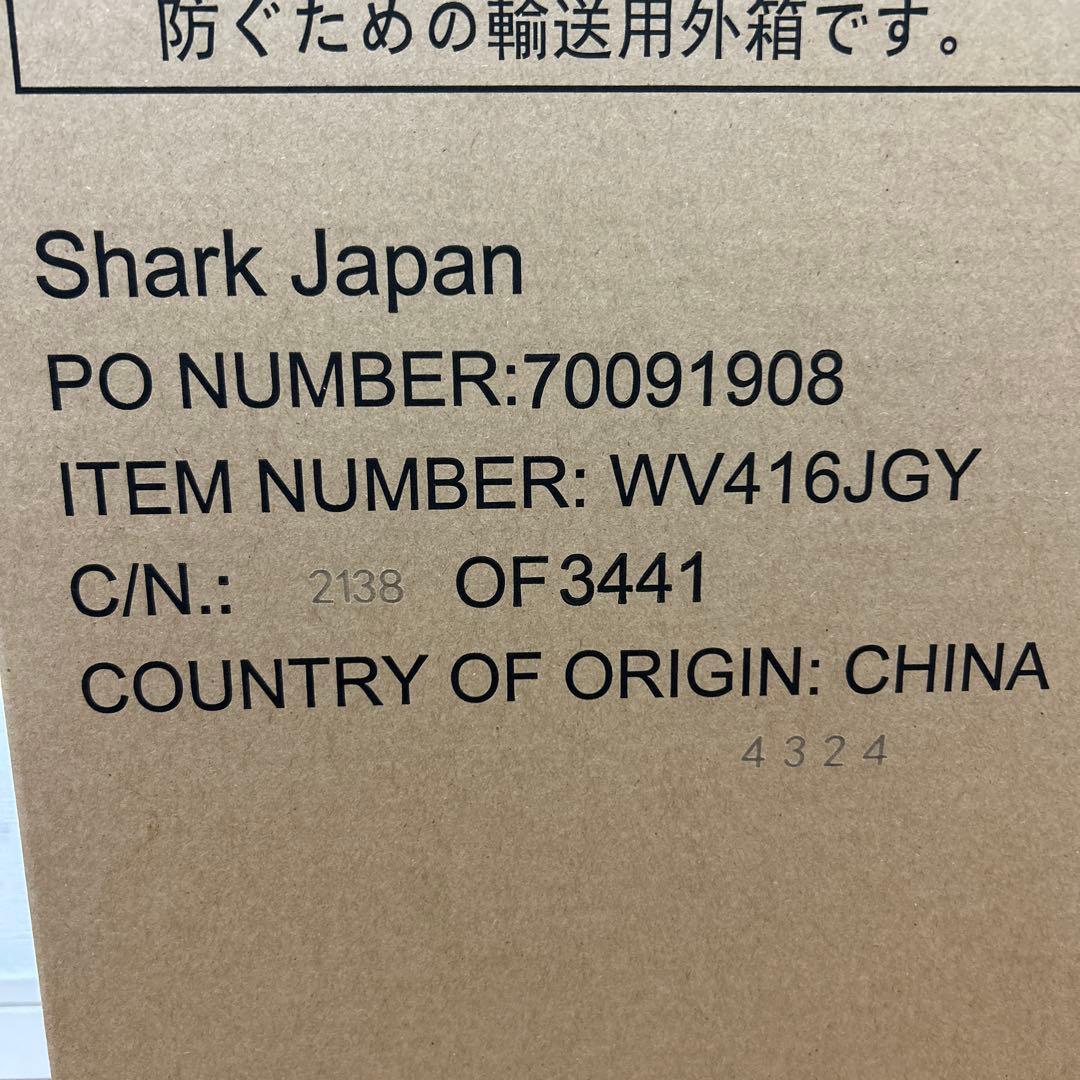 防ぐための輸送用外箱です。
Shark Japan
PO NUMBER:70091908
ITEM NUMBER: WV416JGY
C/N.: 2138 OF 3441
COUNTRY OF ORIGIN: CHINA
4324